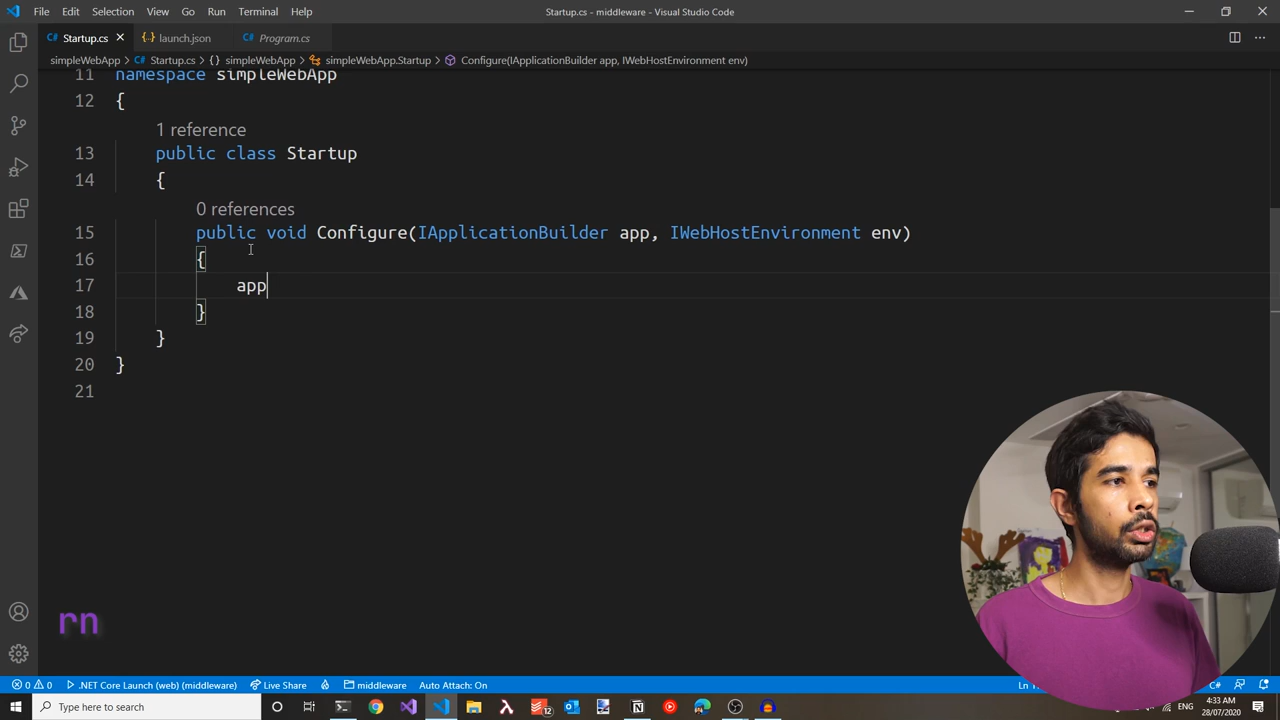 File Edit Selection View Go Run Terminal Help Startup.cs - middleware - Visual Studio Code
C# Startup.cs × {} launch.json C# Program.cs
simpleWebApp > C# Startup.cs > {} simpleWebApp > simpleWebApp.Startup > Configure(IApplicationBuilder app, IWebHostEnvironment env)
11 namespace simpleWebApp
12 {
1 reference
13 public class Startup
14 {
0 references
15 public void Configure(IApplicationBuilder app, IWebHostEnvironment env)
16 {
17 app
18 }
19 }
20 }
21
rn
0 0 .NET Core Launch (web) (middleware) Live Share middleware Auto Attach: On Ln C#
Type here to search 12 ENG 4:33 AM
28/07/2020